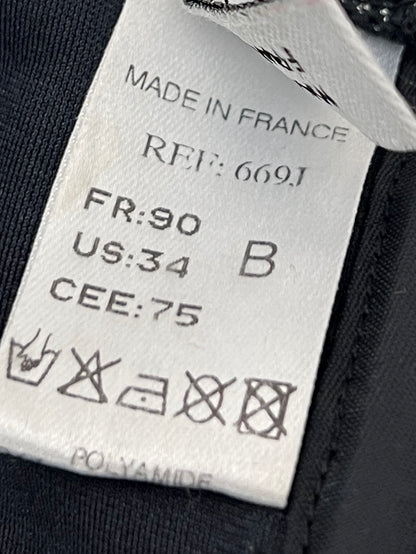 MADE IN FRANCE
REF: 669J
FR:90
US:34 B
CEE:75
POLYAMIDE